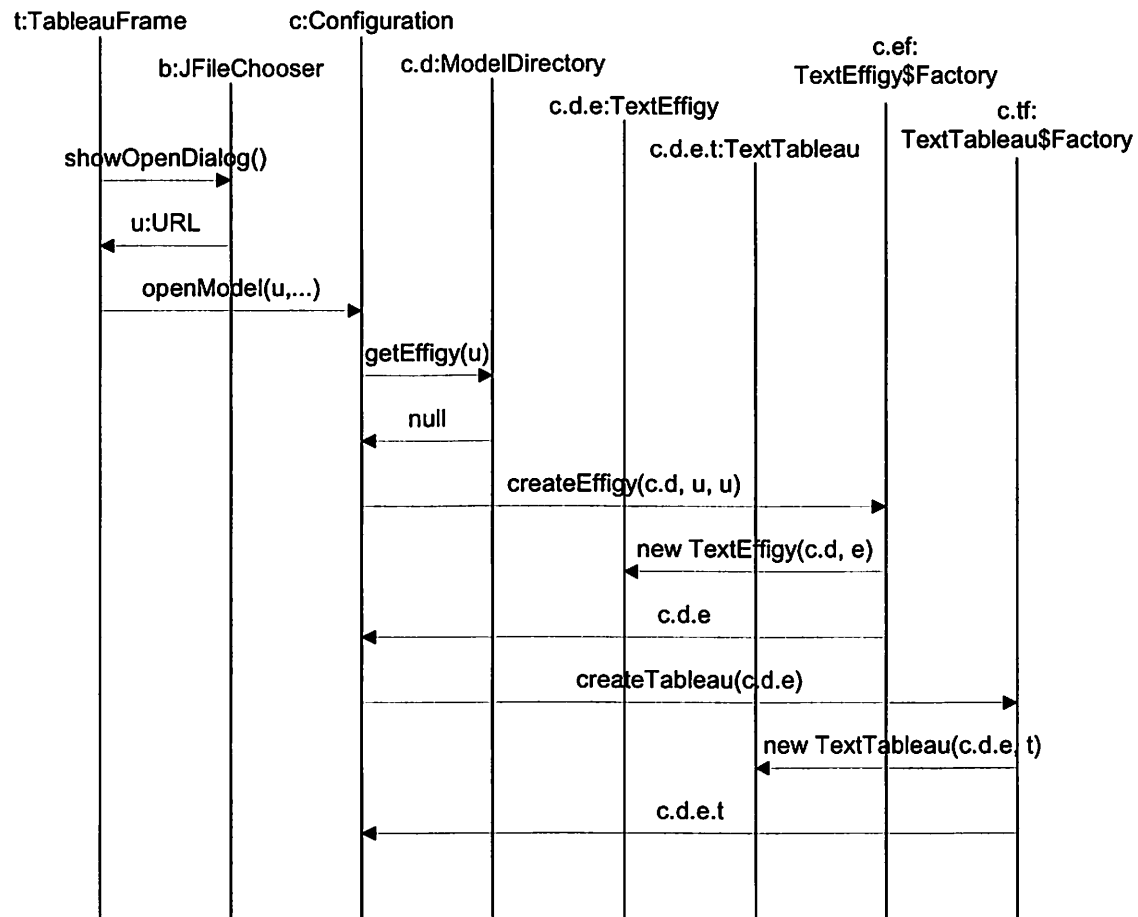 t:TableauFrame
c:Configuration
b:JFileChooser
c.d:ModelDirectory
c.ef:
TextEffigy$Factory
c.d.e:TextEffigy
c.tf:
TextTableau$Factory
c.d.e.t:TextTableau
showOpenDialog()
u:URL
openModel(u,...)
getEffigy(u)
null
createEffigy(c.d, u, u)
new TextEffigy(c.d, e)
c.d.e
createTableau(c.d.e)
new TextTableau(c.d.e, t)
c.d.e.t